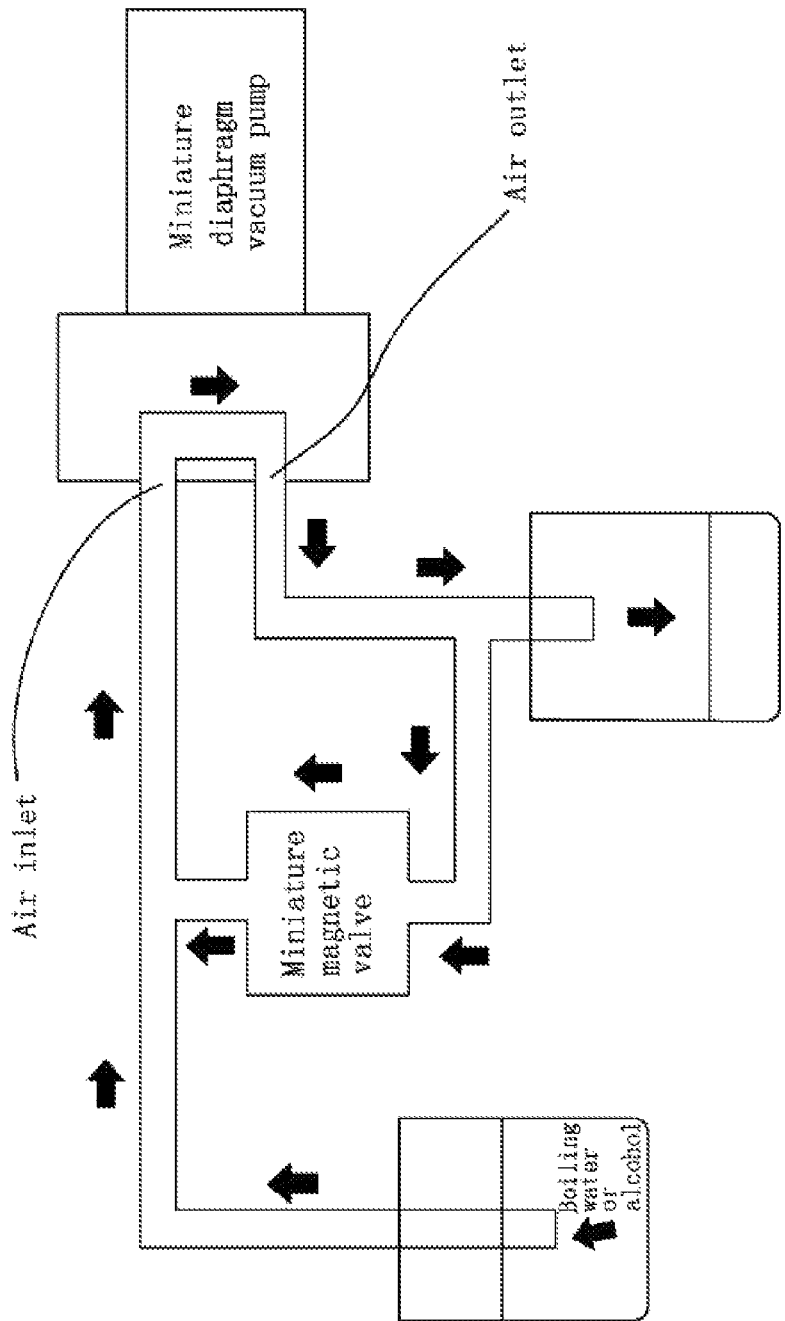 Miniature
diaphragm
vacuum pump
Air outlet
Air inlet
Miniature
magnetic
valve
Boiling
water
or
alcohol